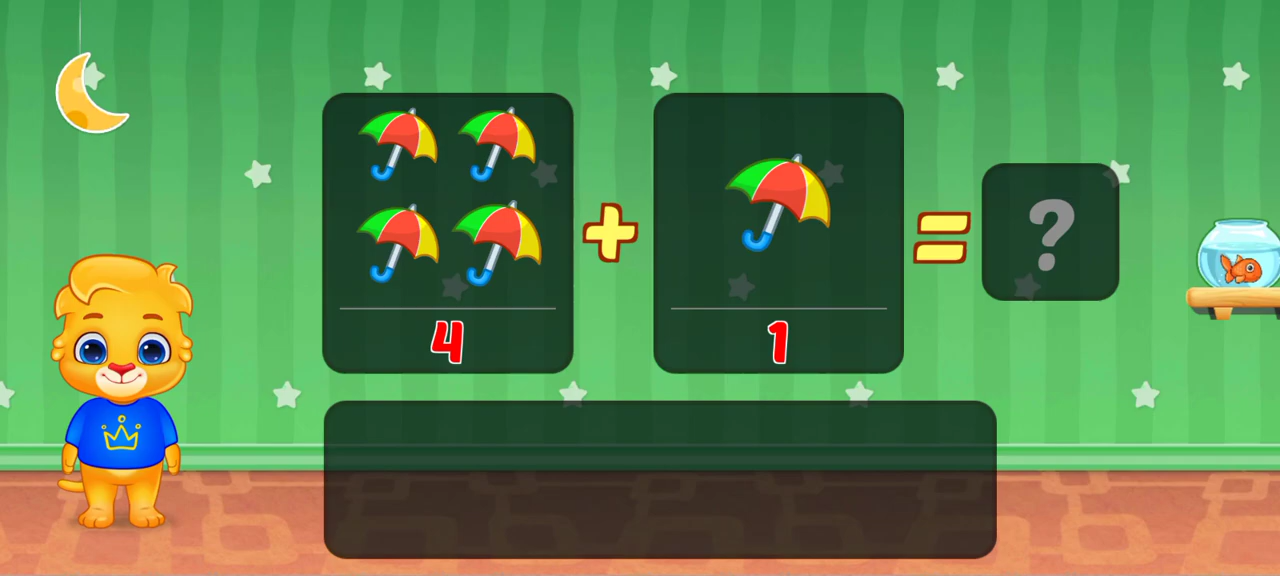 4 + 1 = ?